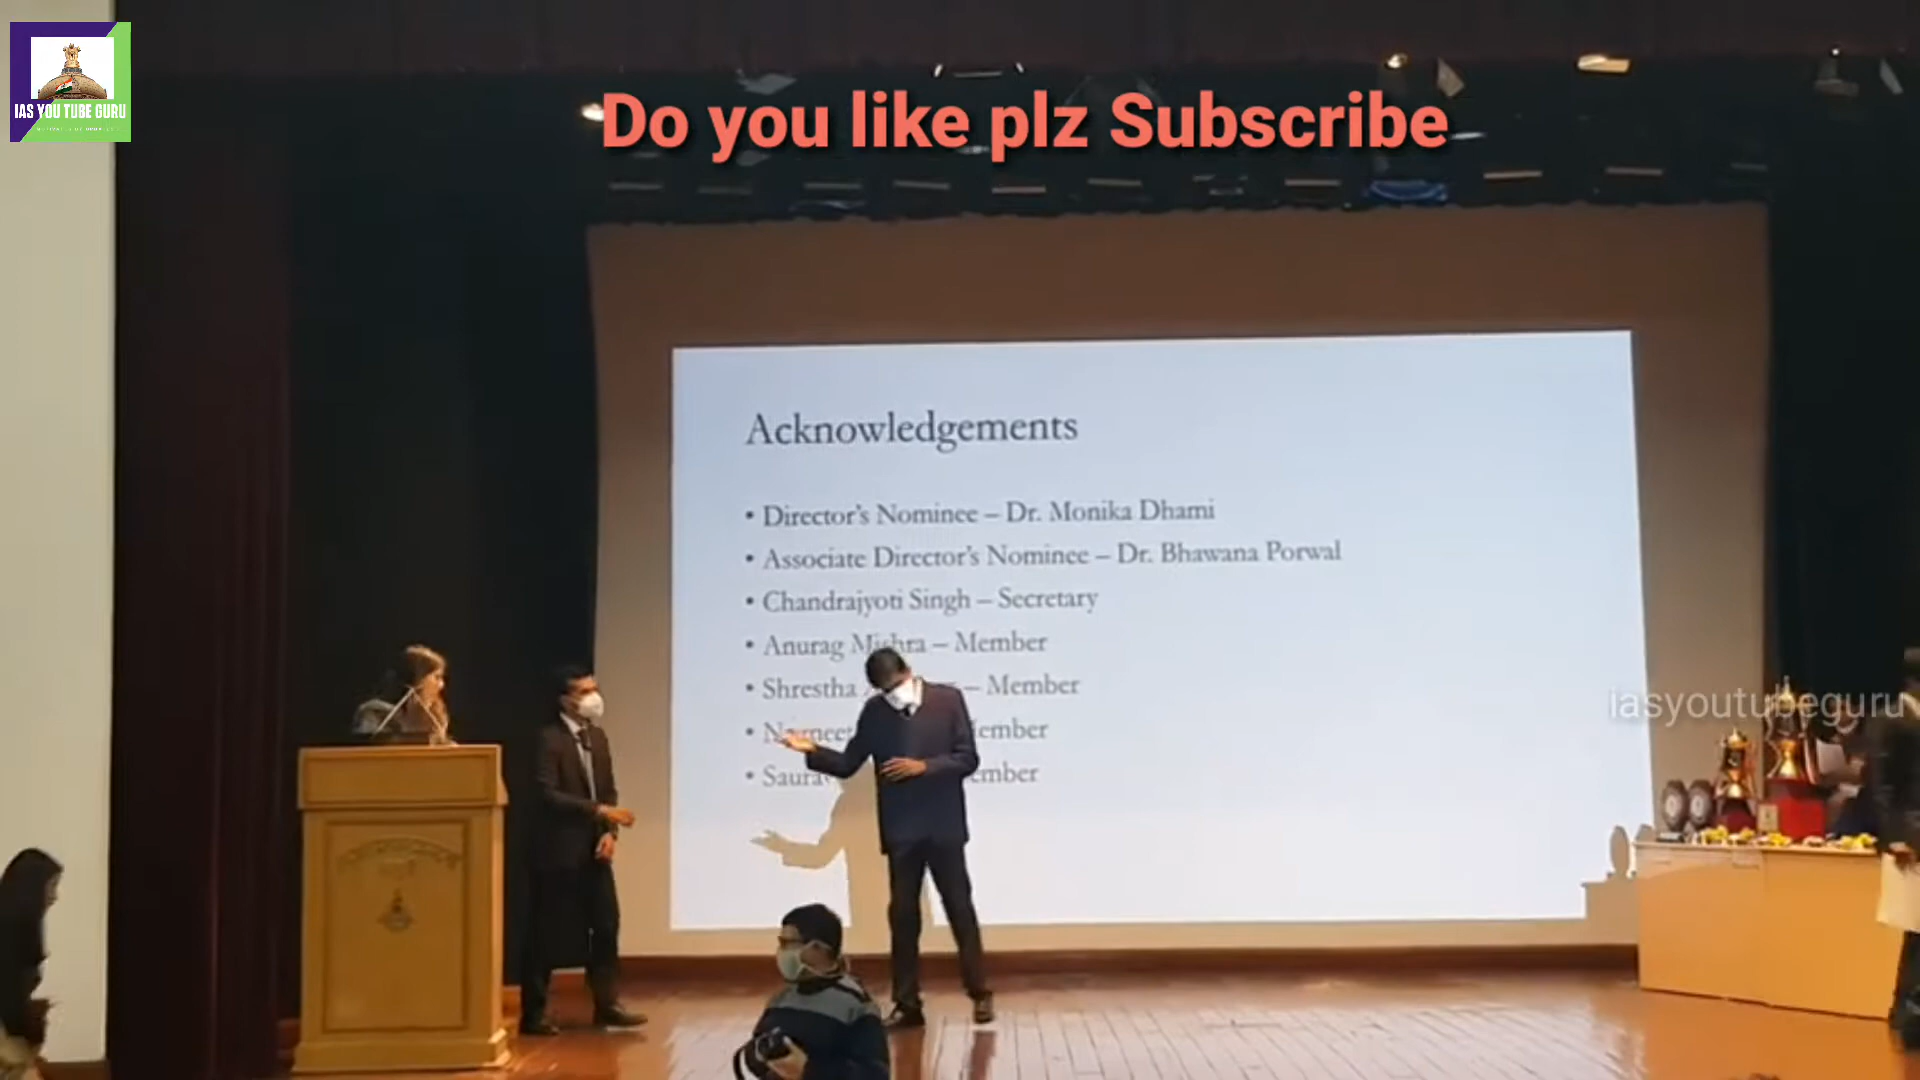 IAS YOU TUBE GURU
Do you like plz Subscribe
Acknowledgements
• Director's Nominee – Dr. Monika Dhami
• Associate Director's Nominee – Dr. Bhawana Porwal
• Chandrajyoti Singh – Secretary
• Anurag Mishra – Member
• Shrestha – Member
iasyoutubeguru